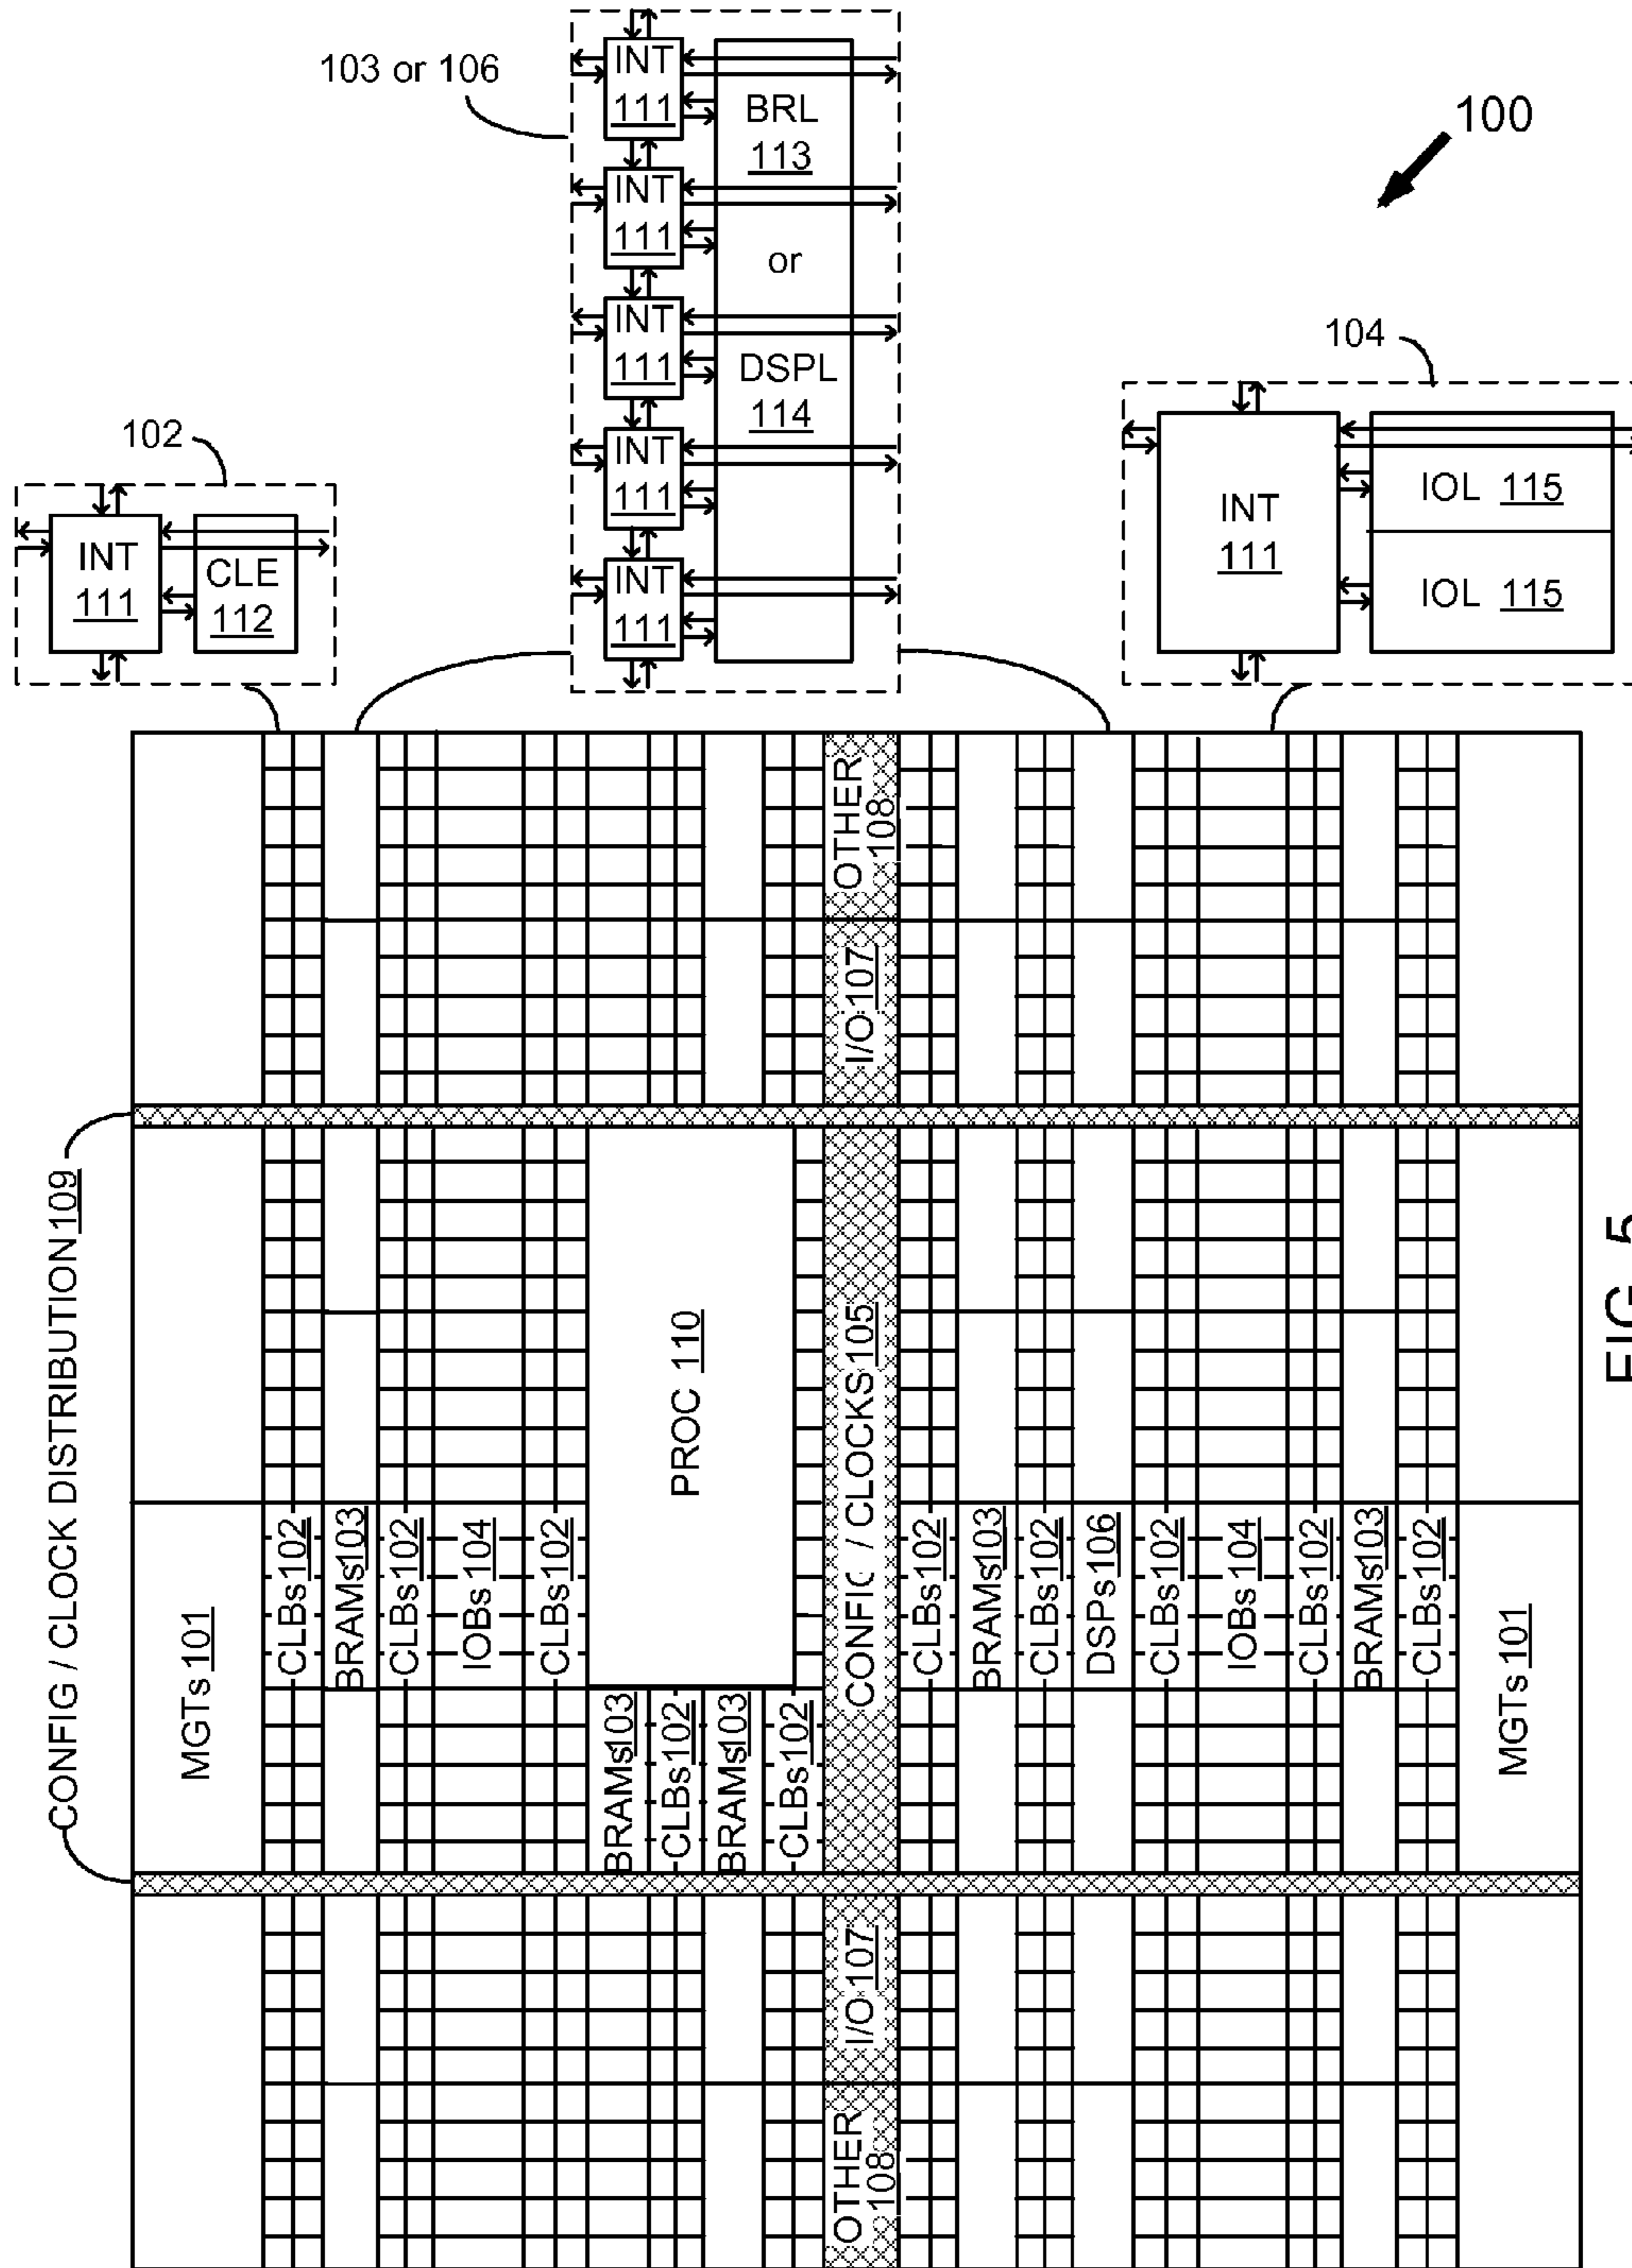 103 or 106
100
INT
111
INT
111
INT
111
INT
111
INT
111
BRL
113
or
DSPL
114
104
INT
111
IOL 115
IOL 115
102
INT
111
CLE
112
CONFIG / CLOCK DISTRIBUTION 109
OTHER
108
I/O 107
PROC 110
CONFIG / CLOCKS 105
MGTs 101
CLBs 102
BRAMs 103
CLBs 102
IOBs 104
CLBs 102
BRAMs 103
CLBs 102
BRAMs 103
CLBs 102
CLBs 102
BRAMs 103
CLBs 102
DSPs 106
CLBs 102
IOBs 104
CLBs 102
BRAMs 103
CLBs 102
MGTs 101
I/O 107
OTHER
108
FIG. 5